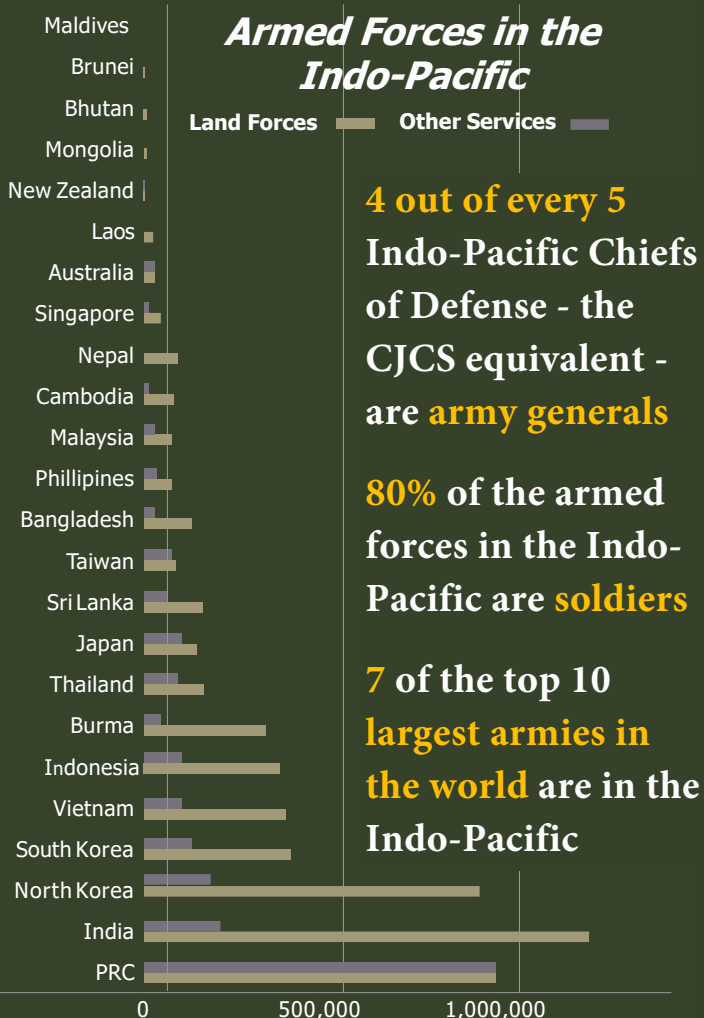 Armed Forces in the
Indo-Pacific
Land Forces
Other Services
Maldives
Brunei
Bhutan
Mongolia
New Zealand
Laos
Australia
Singapore
Nepal
Cambodia
Malaysia
Phillipines
Bangladesh
Taiwan
Sri Lanka
Japan
Thailand
Burma
Indonesia
Vietnam
South Korea
North Korea
India
PRC
0 500,000 1,000,000
4 out of every 5
Indo-Pacific Chiefs
of Defense - the
CJCS equivalent -
are army generals
80% of the armed
forces in the Indo-
Pacific are soldiers
7 of the top 10
largest armies in
the world are in the
Indo-Pacific